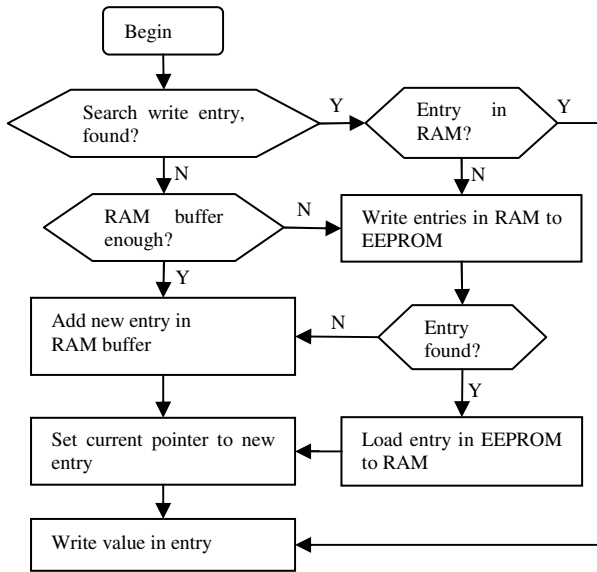 Begin
Search write entry,
found?
Y
Entry in
RAM?
Y
N
N
RAM buffer
enough?
N
Write entries in RAM to
EEPROM
Y
Add new entry in
RAM buffer
N
Entry
found?
Y
Set current pointer to new
entry
Load entry in EEPROM
to RAM
Write value in entry